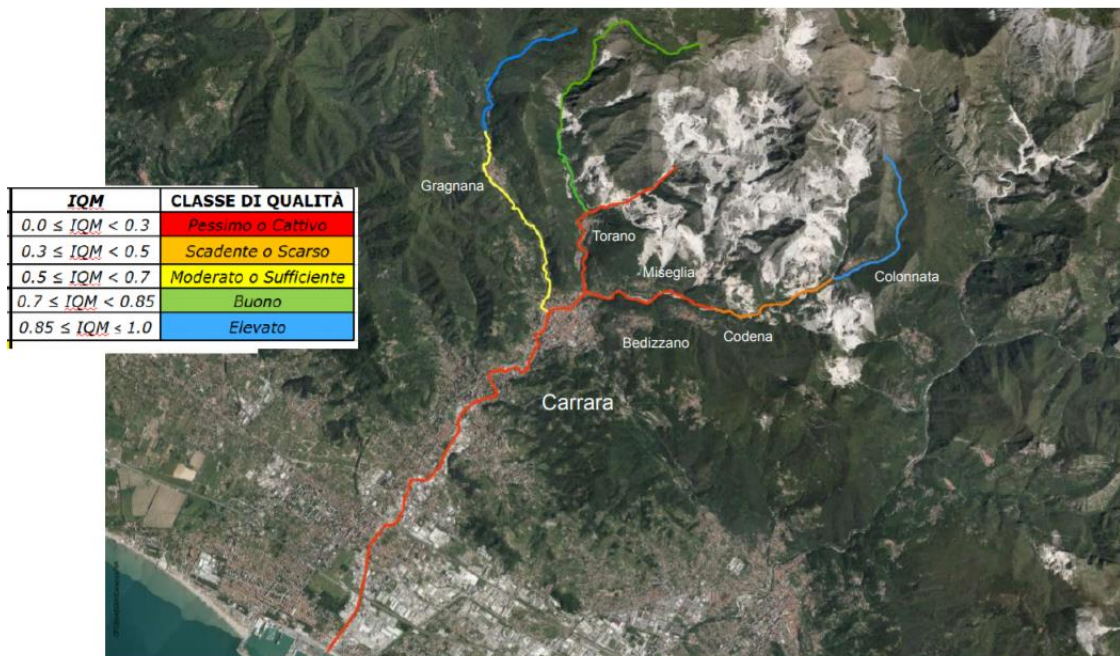 IQM CLASSE DI QUALITÀ
0.0 ≤ IQM < 0.3 Pessimo o Cattivo
0.3 ≤ IQM < 0.5 Scadente o Scarso
0.5 ≤ IQM < 0.7 Moderato o Sufficiente
0.7 ≤ IQM < 0.85 Buono
0.85 ≤ IQM ≤ 1.0 Elevato
Gragnana
Torano
Miseglia
Colonnata
Bedizzano
Codena
Carrara